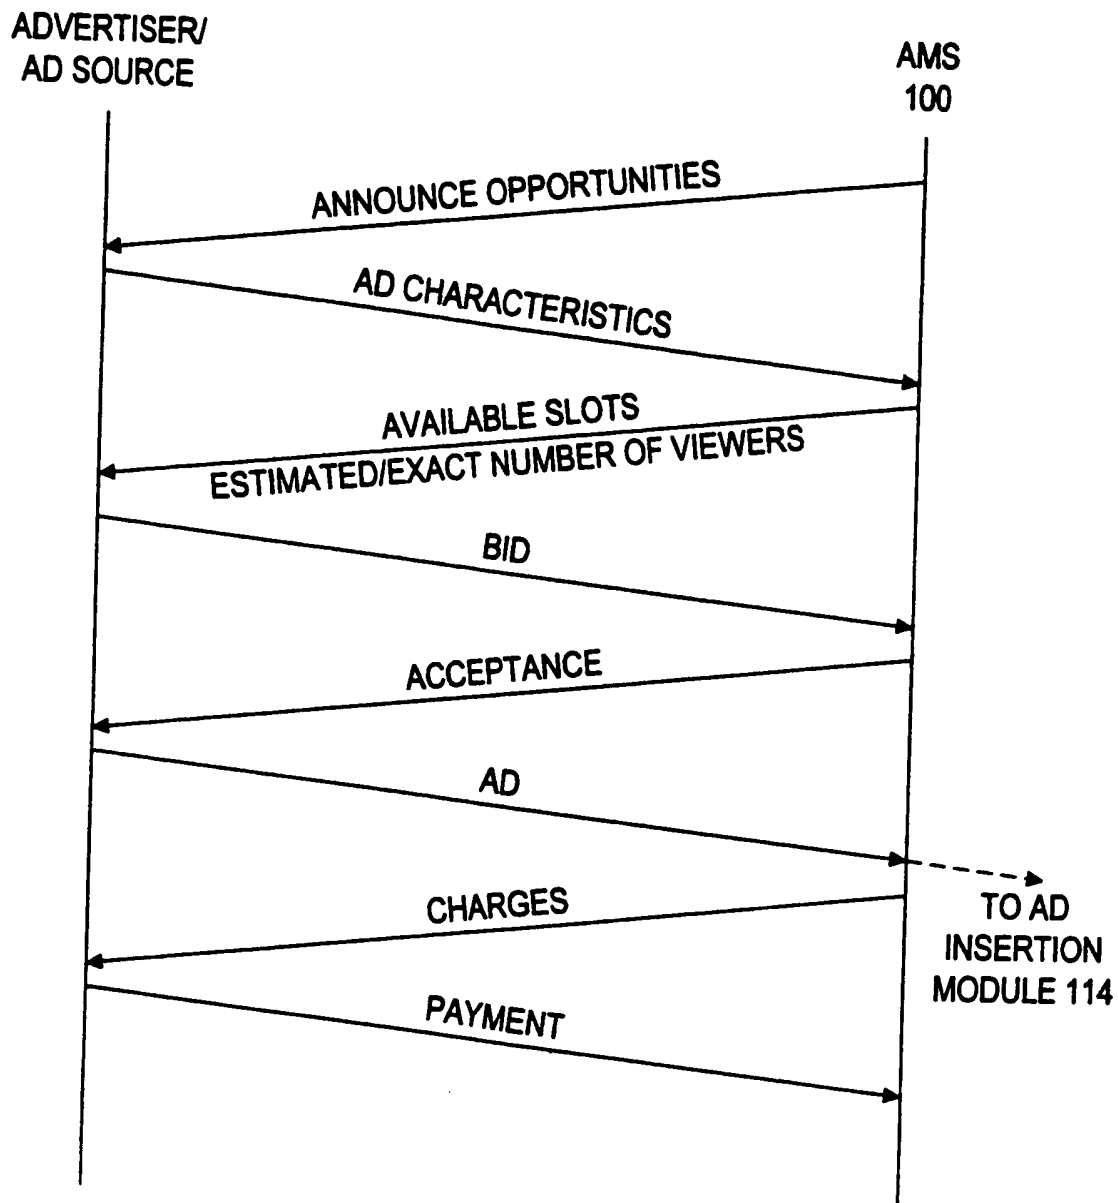 ADVERTISER/
AD SOURCE
AMS
100
ANNOUNCE OPPORTUNITIES
AD CHARACTERISTICS
AVAILABLE SLOTS
ESTIMATED/EXACT NUMBER OF VIEWERS
BID
ACCEPTANCE
AD
TO AD
INSERTION
MODULE 114
CHARGES
PAYMENT